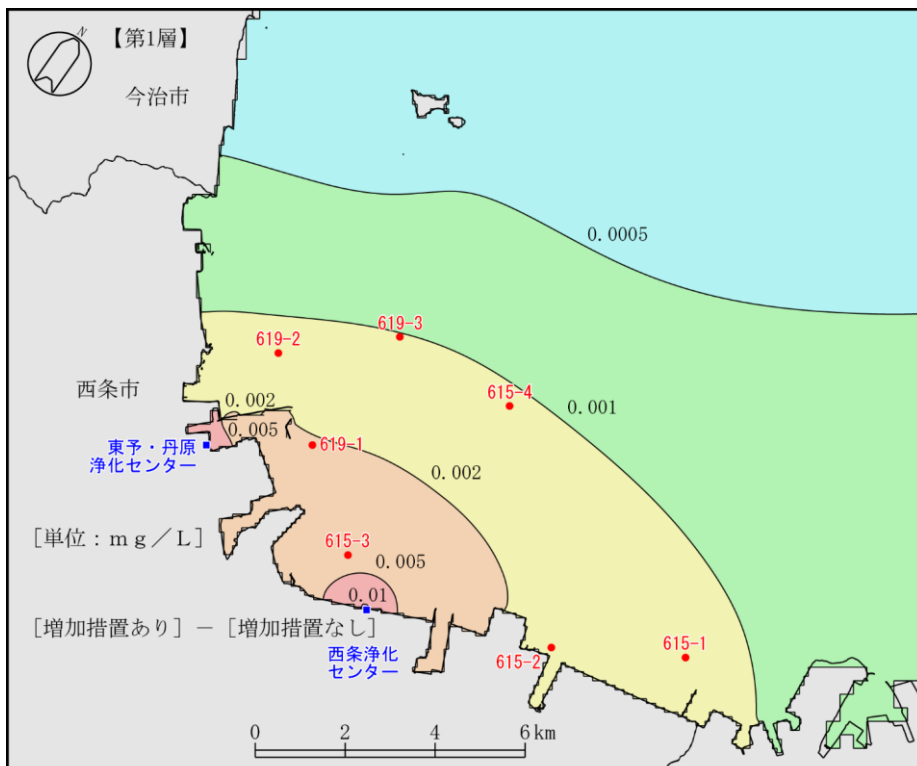 N
【第1層】
今治市
0.0005
619-3
619-2
615-4
西条市
0.002
0.001
0.005
東予・丹原
浄化センター
619-1
0.002
[単位：ｍｇ／Ｌ]
615-3
0.005
0.01
[増加措置あり] － [増加措置なし]
西条浄化
センター
615-2
615-1
0 2 4 6 km